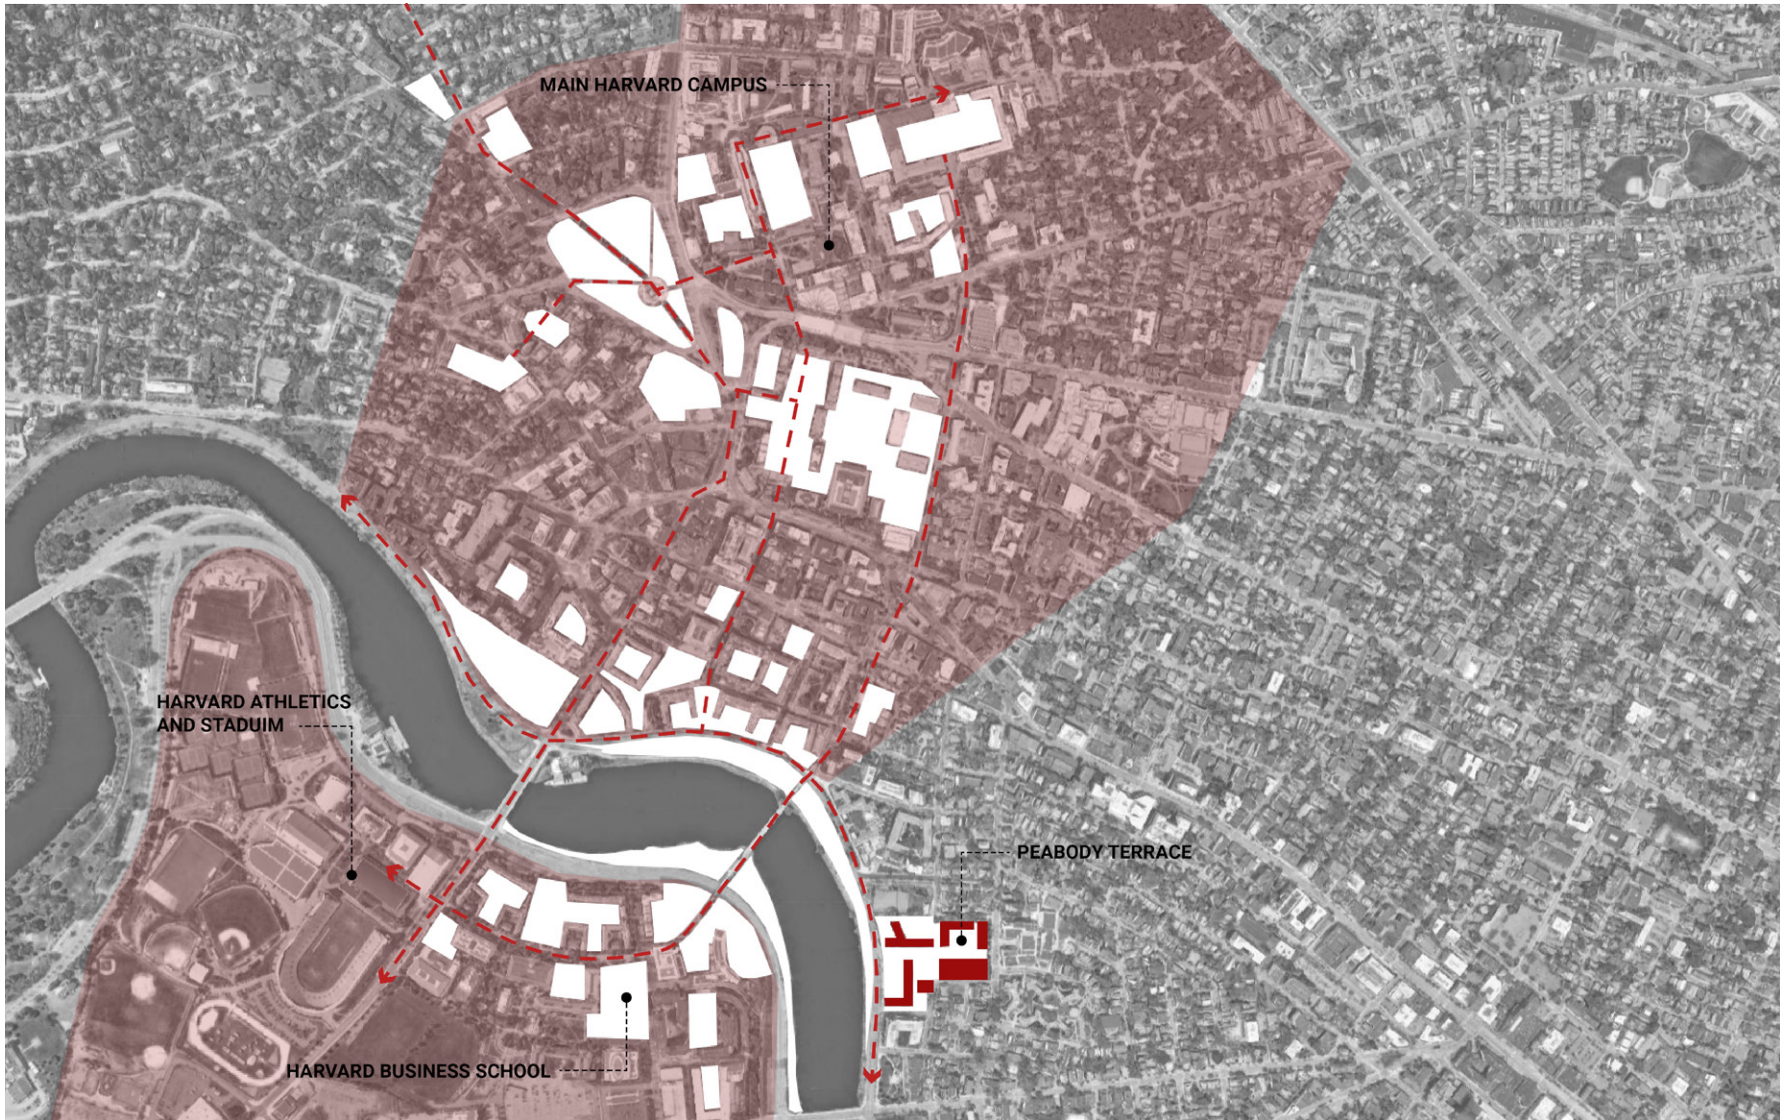 MAIN HARVARD CAMPUS
HARVARD ATHLETICS
AND STADUIM
PEABODY TERRACE
HARVARD BUSINESS SCHOOL